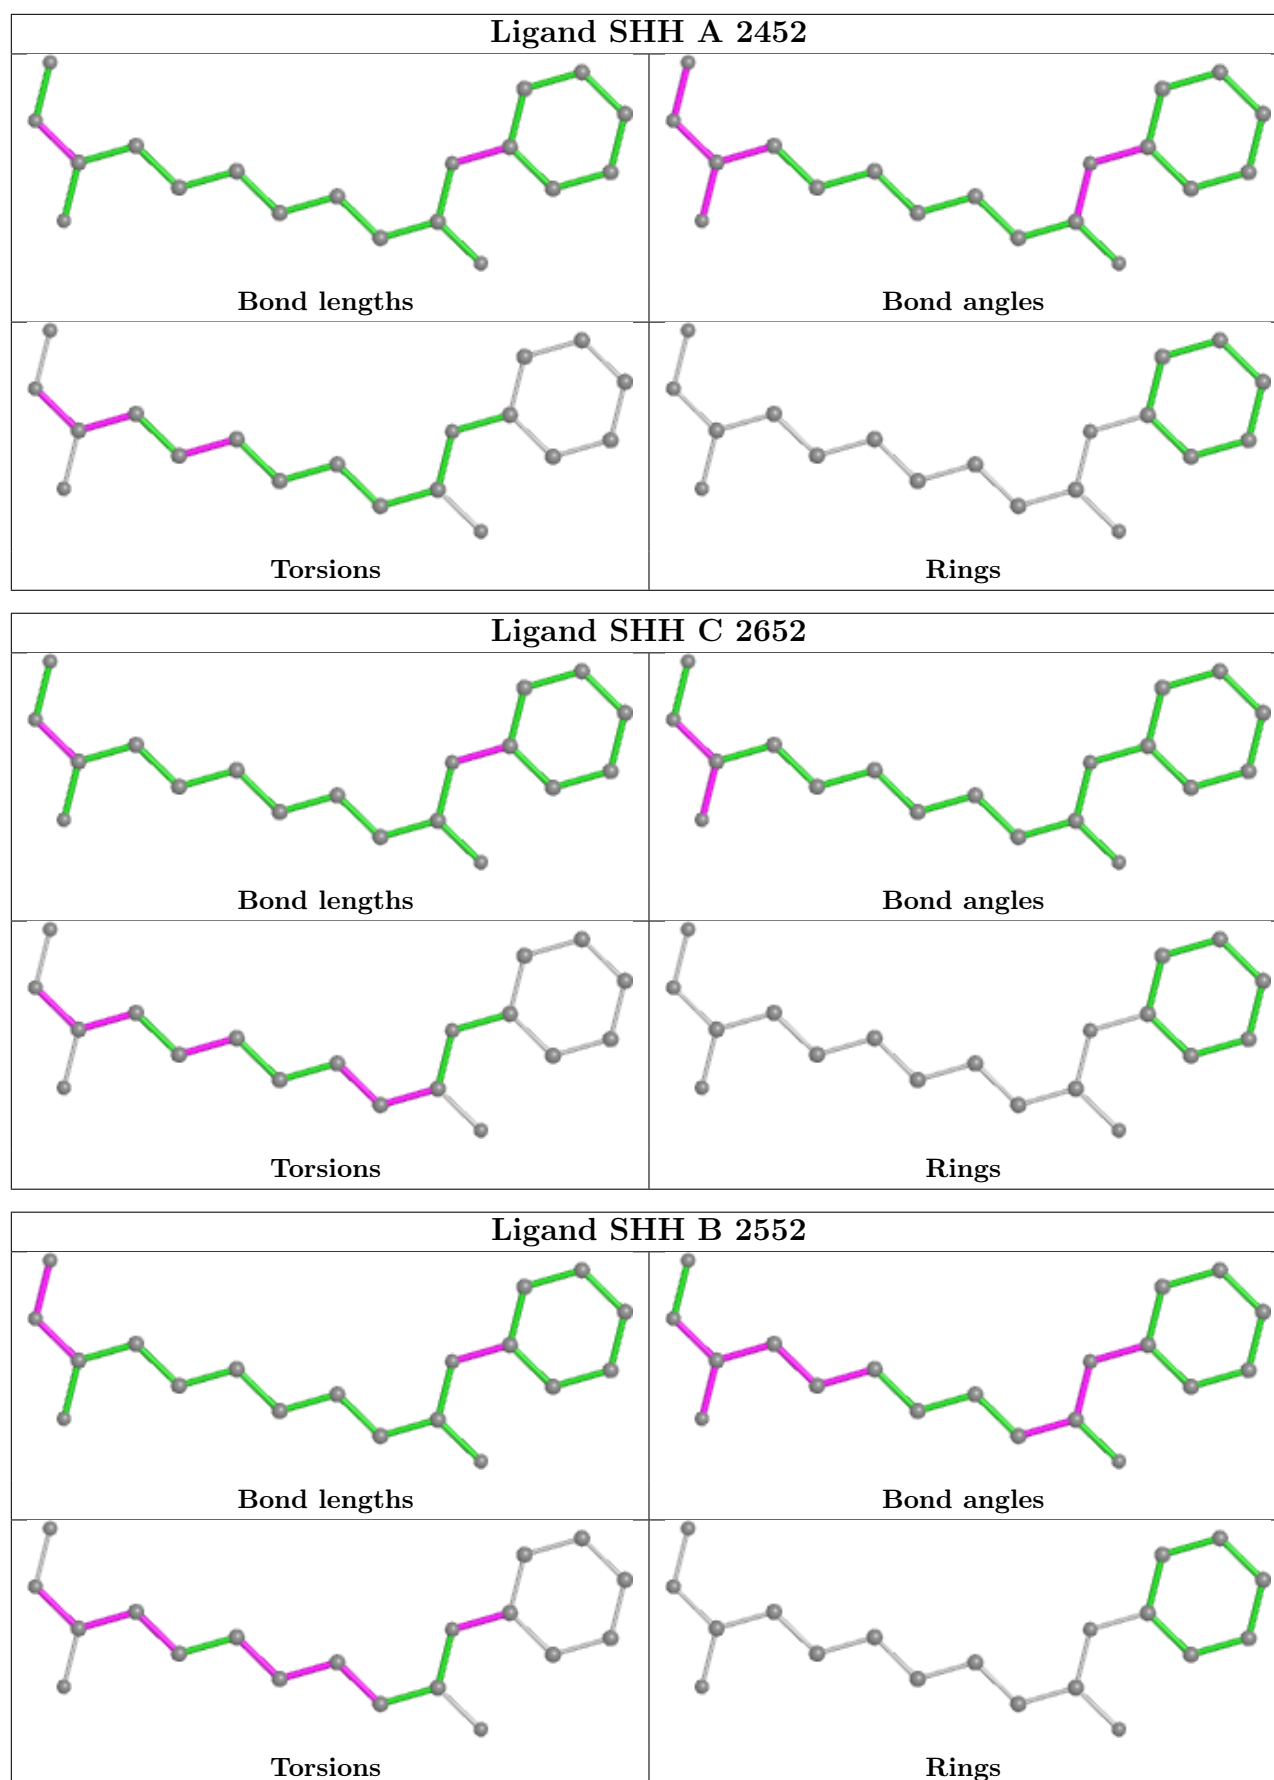 Ligand SHH A 2452
Bond lengths
Bond angles
Torsions
Rings
Ligand SHH C 2652
Bond lengths
Bond angles
Torsions
Rings
Ligand SHH B 2552
Bond lengths
Bond angles
Torsions
Rings